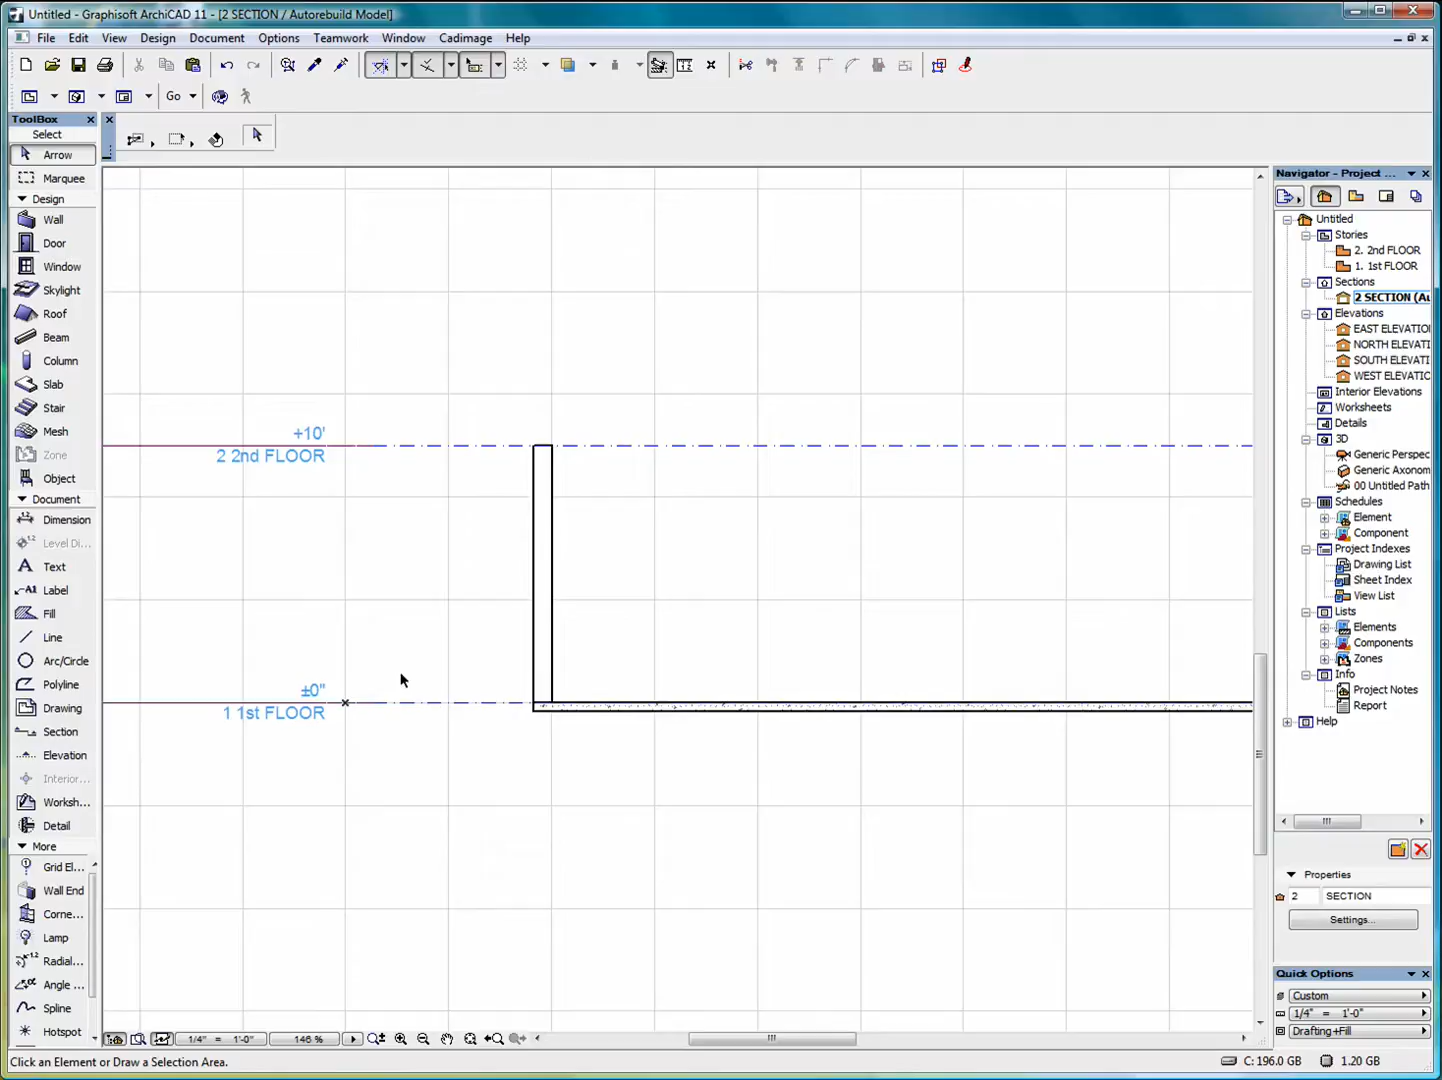 Untitled - Graphisoft ArchiCAD 11 - [2 SECTION / Autorebuild Model]
File Edit View Design Document Options Teamwork Window Cadimage Help
Go
ToolBox
Select
Arrow
Marquee
Design
Wall
Door
Window
Skylight
Roof
Beam
Column
Slab
Stair
Mesh
Zone
Object
Document
Dimension
Level Di...
Text
Label
Fill
Line
Arc/Circle
Polyline
Drawing
Section
Elevation
Interior...
Worksh...
Detail
More
Grid El...
Wall End
Corne...
Lamp
Radial...
Angle ...
Spline
Hotspot
+10'
2 2nd FLOOR
±0"
1 1st FLOOR
Navigator - Project ...
Untitled
Stories
2. 2nd FLOOR
1. 1st FLOOR
Sections
2 SECTION (Au
Elevations
EAST ELEVATIO
NORTH ELEVATI
SOUTH ELEVATI
WEST ELEVATIO
Interior Elevations
Worksheets
Details
3D
Generic Perspec
Generic Axonom
00 Untitled Path
Schedules
Element
Component
Project Indexes
Drawing List
Sheet Index
View List
Lists
Elements
Components
Zones
Info
Project Notes
Report
Help
Properties
2 SECTION
Settings...
Quick Options
Custom
1/4" = 1'-0"
Drafting+Fill
1/4" = 1'-0" 146 %
Click an Element or Draw a Selection Area.
C: 196.0 GB 1.20 GB